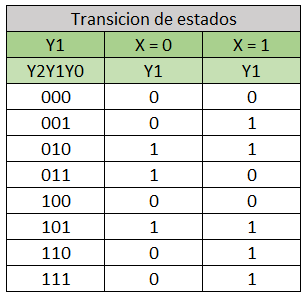 Transicion de estados
Y1 X = 0 X = 1
Y2Y1Y0 Y1 Y1
000 0 0
001 0 1
010 1 1
011 1 0
100 0 0
101 1 1
110 0 1
111 0 1